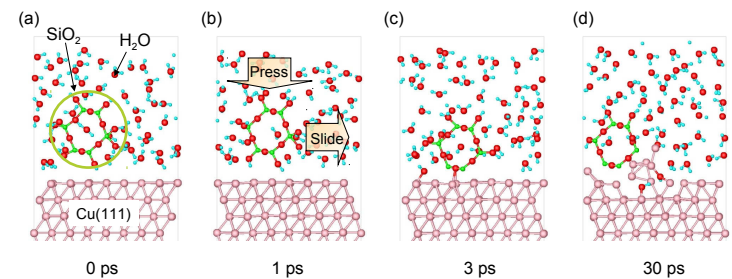 (a)
(b)
(c)
(d)
SiO₂
H₂O
Press
Slide
Cu(111)
0 ps
1 ps
3 ps
30 ps